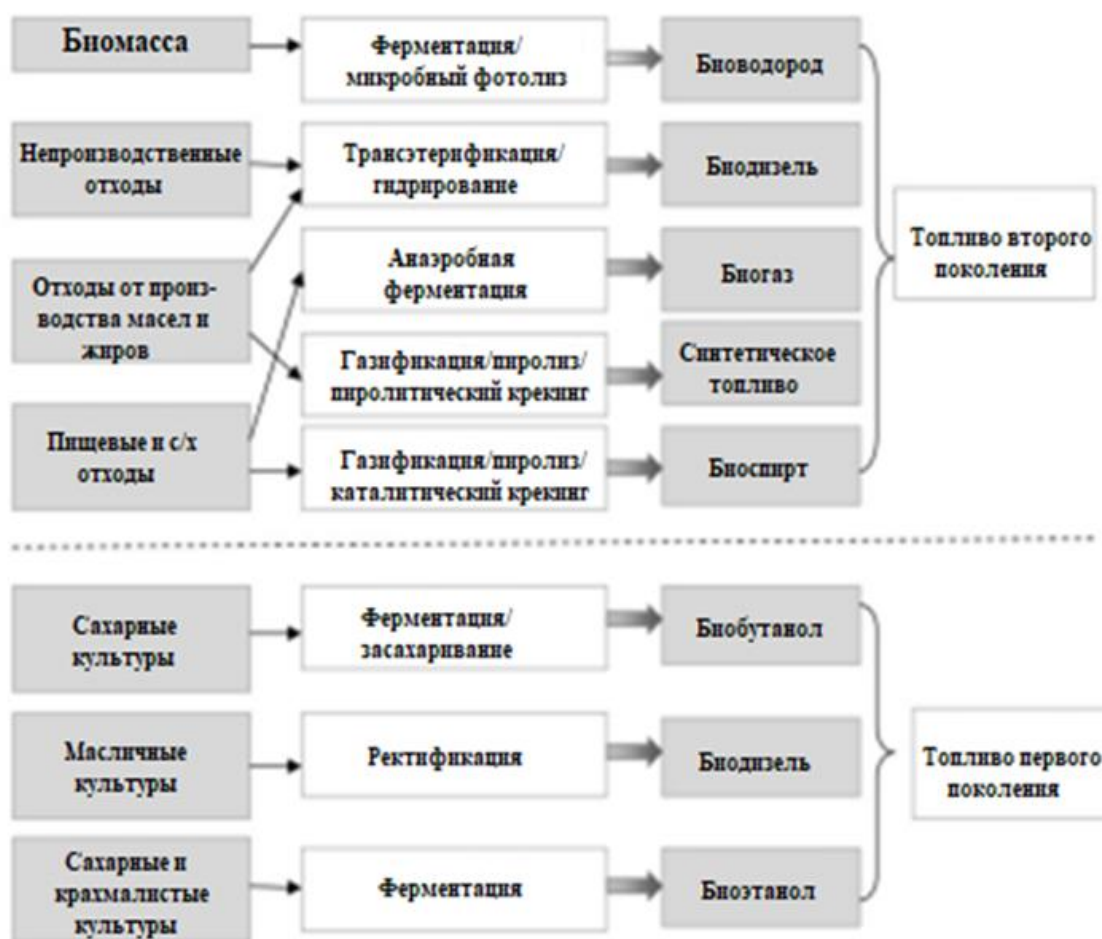 Биомасса
Ферментация/
микробный фотолиз
Биоводород
Непроизводственные
отходы
Трансэтерификация/
гидрирование
Биодизель
Отходы от произ-
водства масел и
жиров
Анаэробная
ферментация
Биогаз
Газификация/пиролиз/
пиролитический крекинг
Синтетическое
топливо
Пищевые и с/х
отходы
Газификация/пиролиз/
каталитический крекинг
Биоспирт
Топливо второго
поколения
Сахарные
культуры
Ферментация/
засахаривание
Биобутанол
Масличные
культуры
Ректификация
Биодизель
Сахарные и
крахмалистые
культуры
Ферментация
Биоэтанол
Топливо первого
поколения